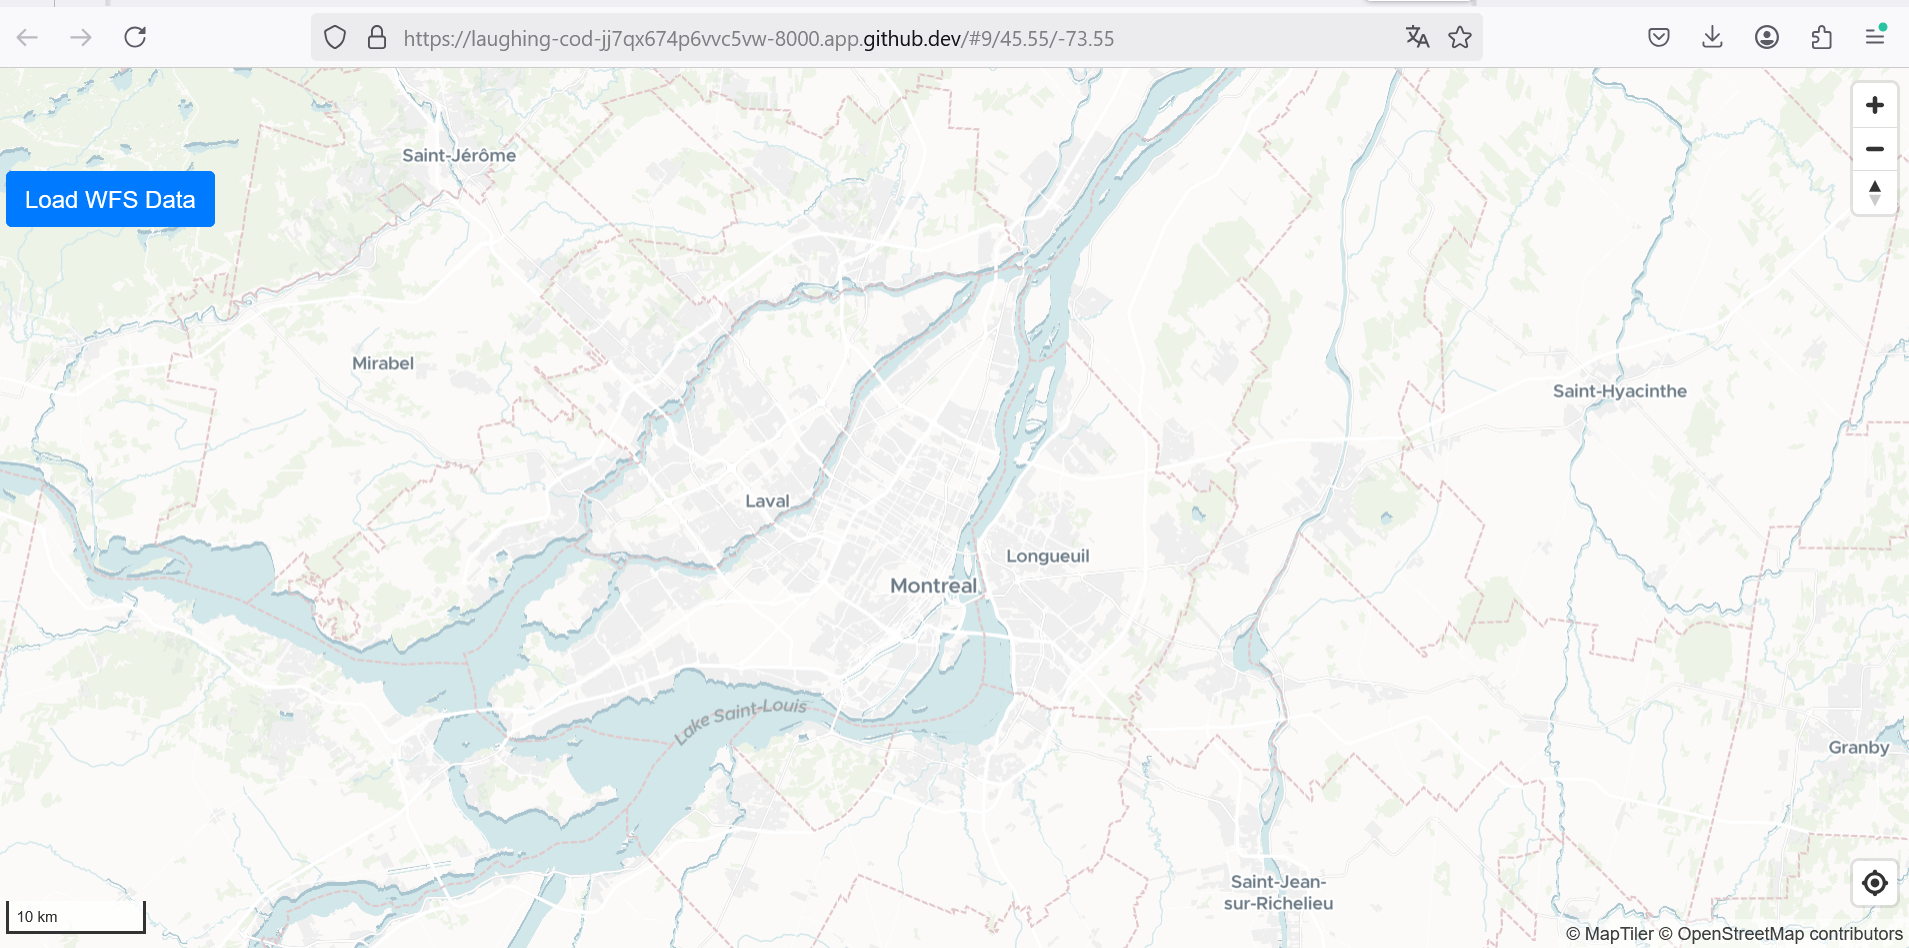 https://laughing-cod-jj7qx674p6vvc5vw-8000.app.github.dev/#9/45.55/-73.55
Saint-Jérôme
Load WFS Data
Mirabel
Saint-Hyacinthe
Laval
Longueuil
Montreal
Lake Saint-Louis
Granby
Saint-Jean-
sur-Richelieu
10 km
© MapTiler © OpenStreetMap contributors